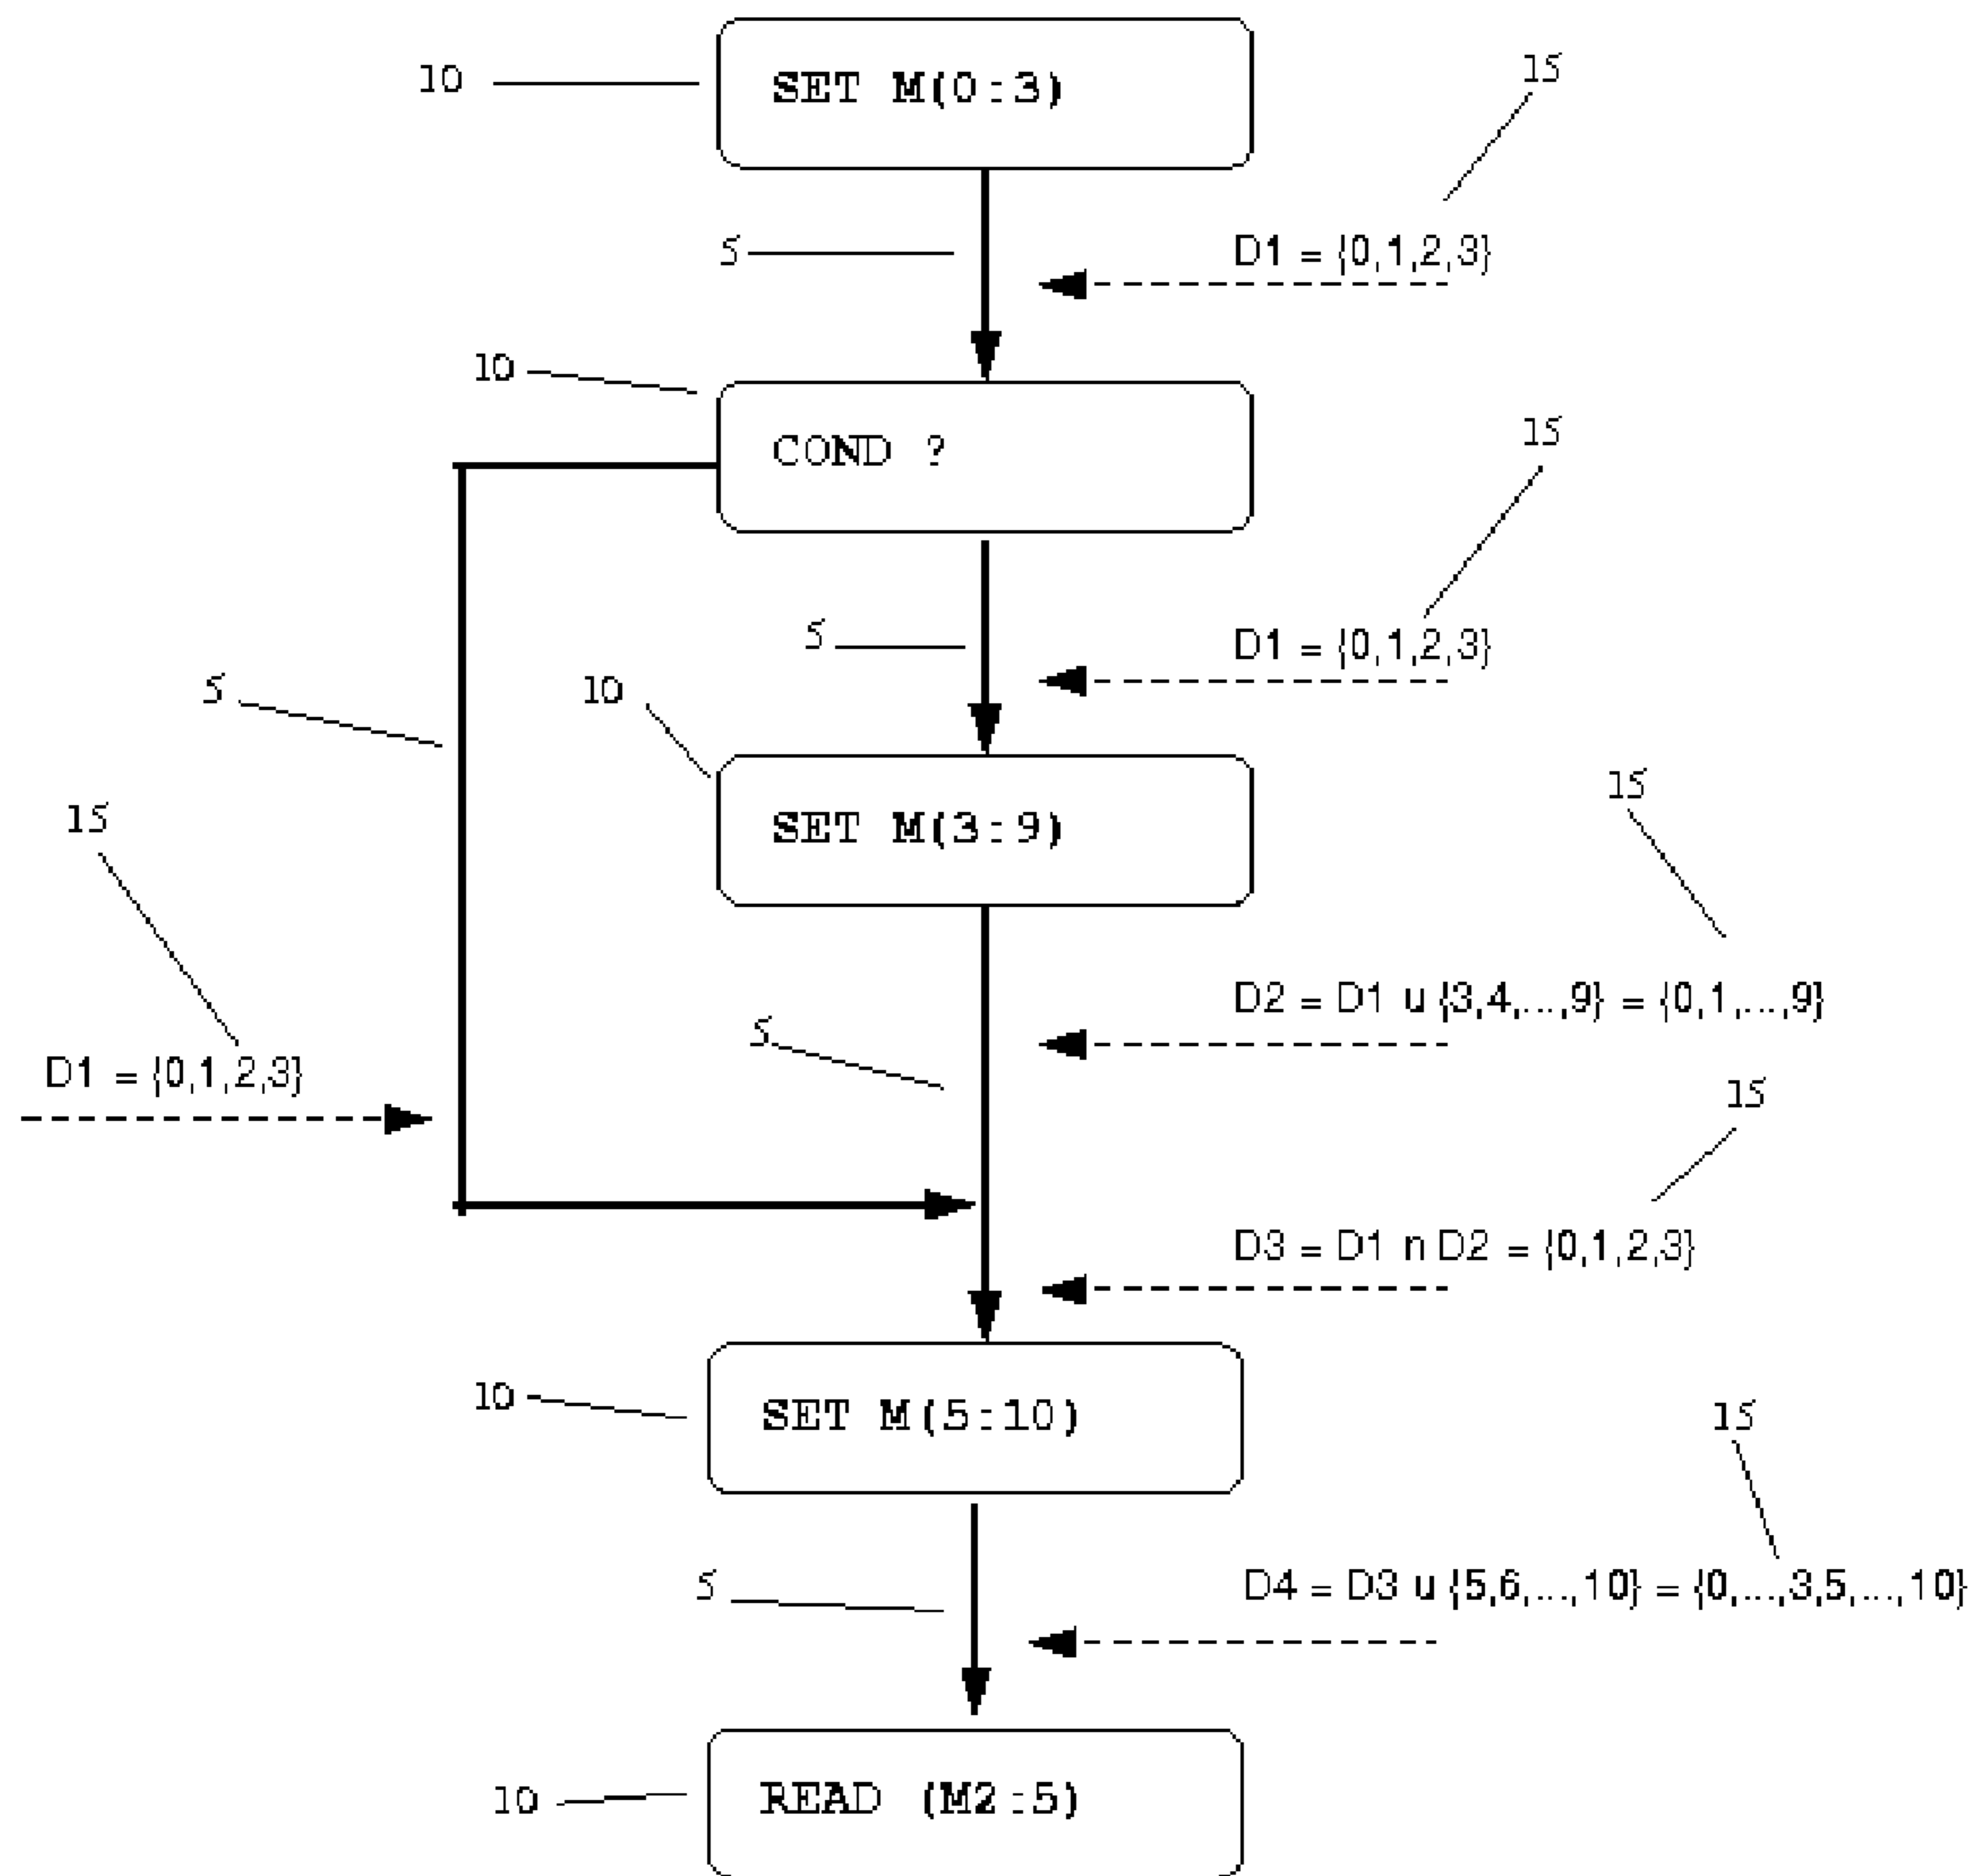 10
SET M(0:3)
15
5
D1 = {0,1,2,3}
10
COND ?
15
5
D1 = {0,1,2,3}
5
10
15
SET M(3:9)
15
D2 = D1 u {3,4,...,9} = {0,1,...,9}
5
D1 = {0,1,2,3}
15
D3 = D1 n D2 = {0,1,2,3}
10
SET M(5:10)
15
5
D4 = D3 u {5,6,...,10} = {0,...,3,5,...,10}
10
READ (M2:5)